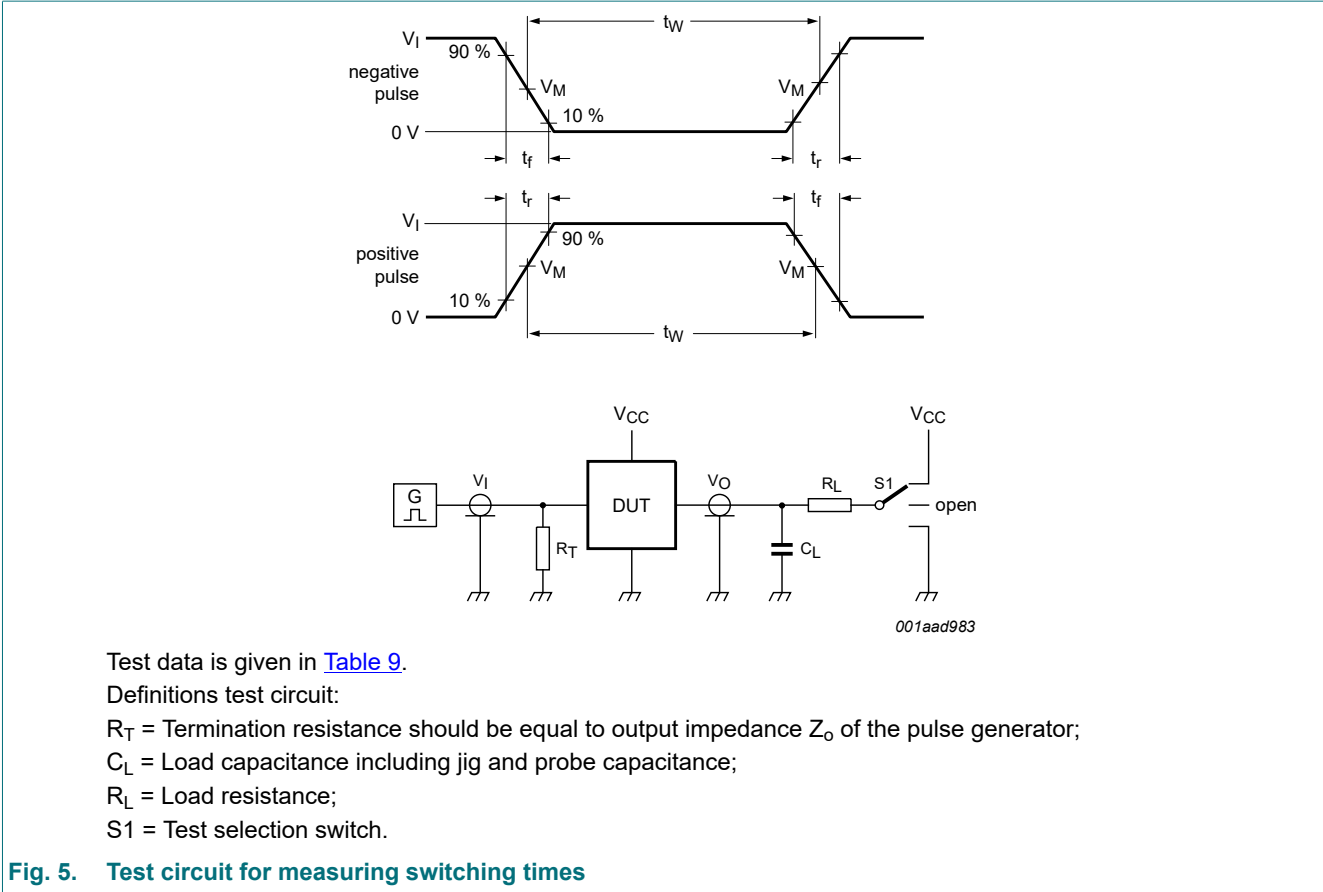 tW
VI
90 %
negative
pulse
VM
VM
10 %
0 V
tf
tr
tr
tf
VI
90 %
positive
pulse
VM
VM
10 %
0 V
tW
VCC
VCC
G
VI
DUT
VO
RL
S1
open
RT
CL
001aad983
Test data is given in Table 9.
Definitions test circuit:
RT = Termination resistance should be equal to output impedance Zo of the pulse generator;
CL = Load capacitance including jig and probe capacitance;
RL = Load resistance;
S1 = Test selection switch.
Fig. 5. Test circuit for measuring switching times